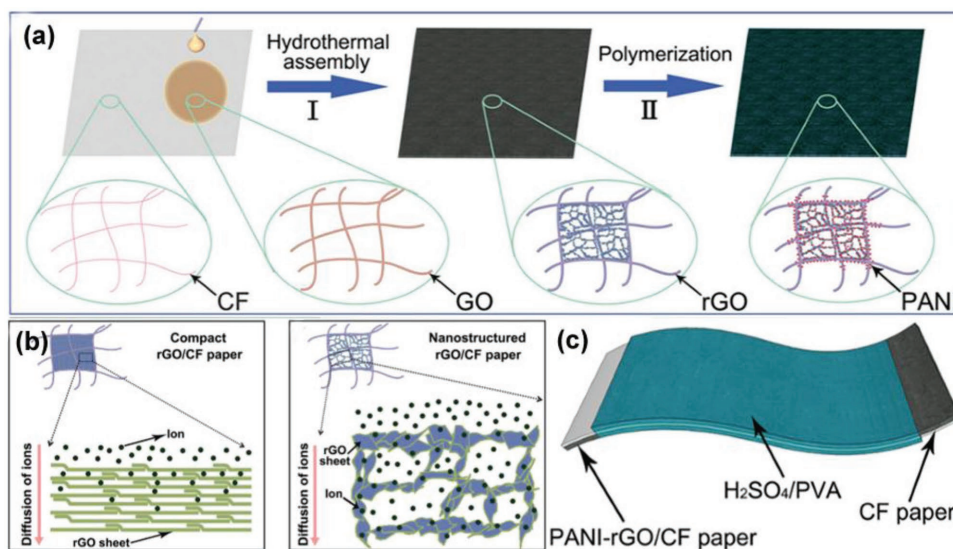 (a)
Hydrothermal
assembly
I
Polymerization
II
CF
GO
rGO
PANI
(b)
Compact
rGO/CF paper
Ion
Diffusion of ions
rGO sheet
Nanostructured
rGO/CF paper
rGO
sheet
Ion
Diffusion of ions
(c)
H₂SO₄/PVA
CF paper
PANI-rGO/CF paper